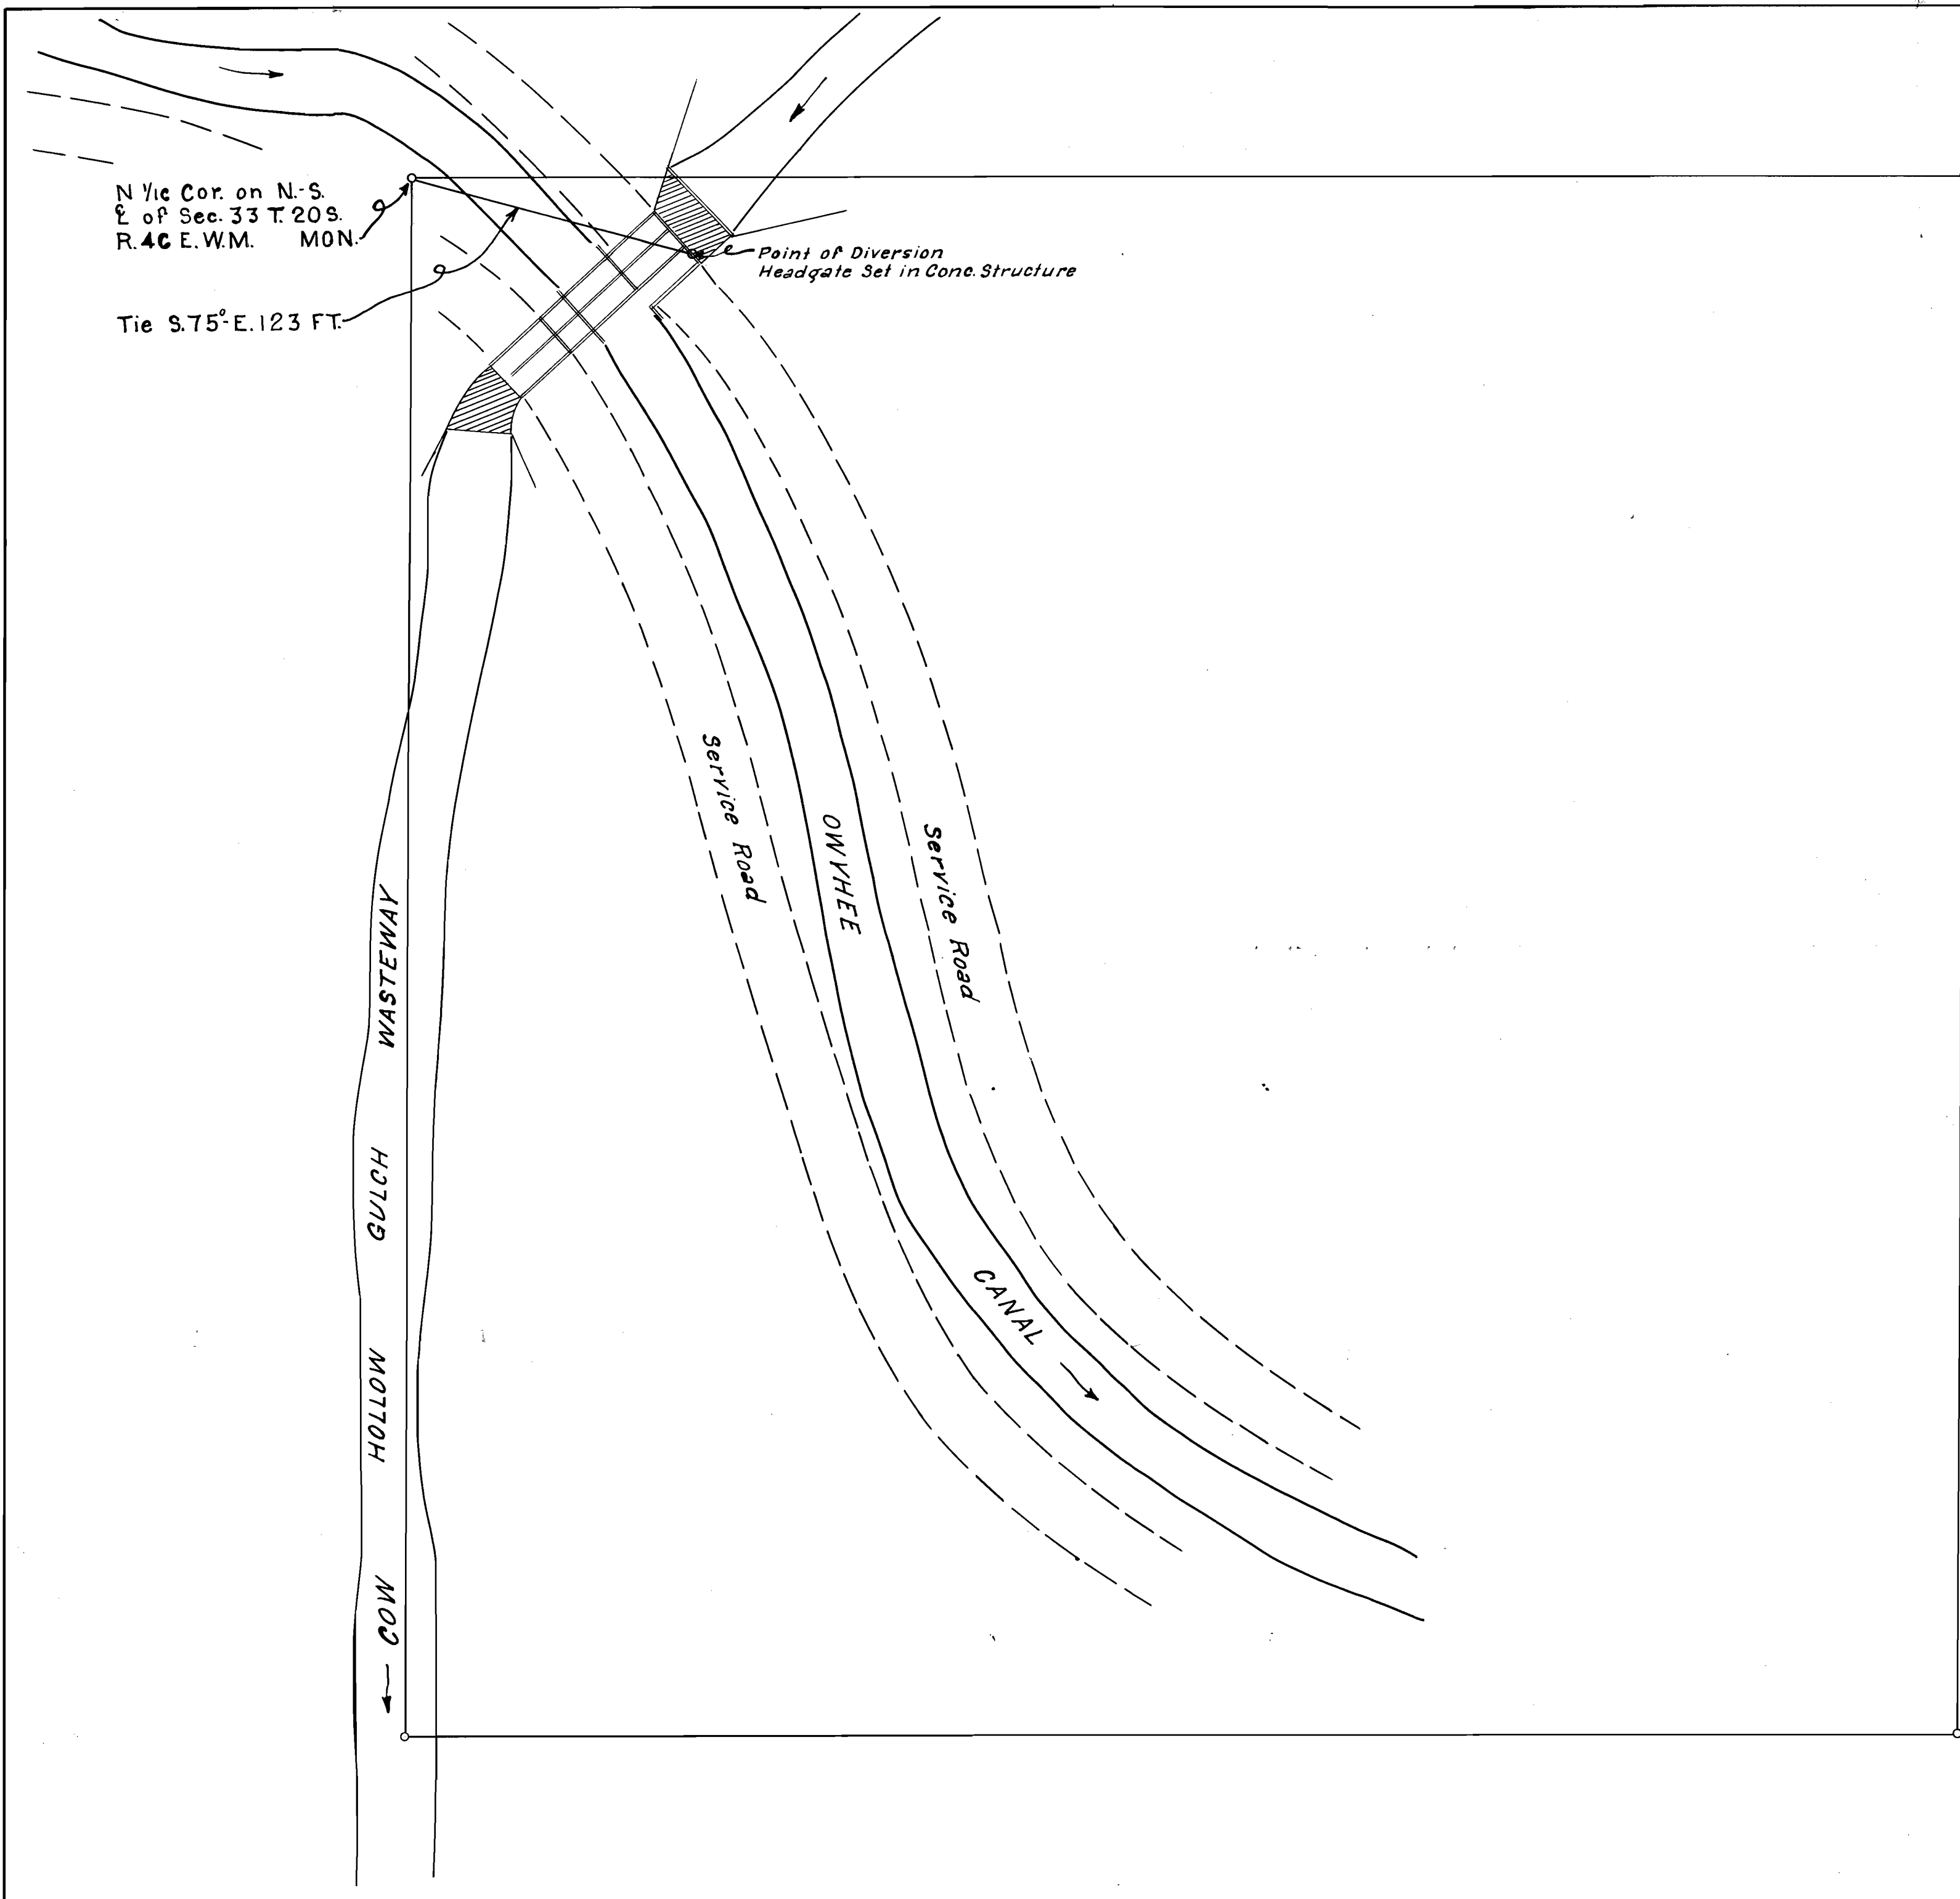 N 1/16 Cor. on N.-S.
℄ of Sec. 33 T. 20 S.
R. 46 E. W.M. MON.
Point of Diversion
Headgate Set in Conc. Structure
Tie S. 75°-E. 123 FT.
Service Road
OWYHEE
Service Road
CANAL
COW HOLLOW GULCH WASTEWAY